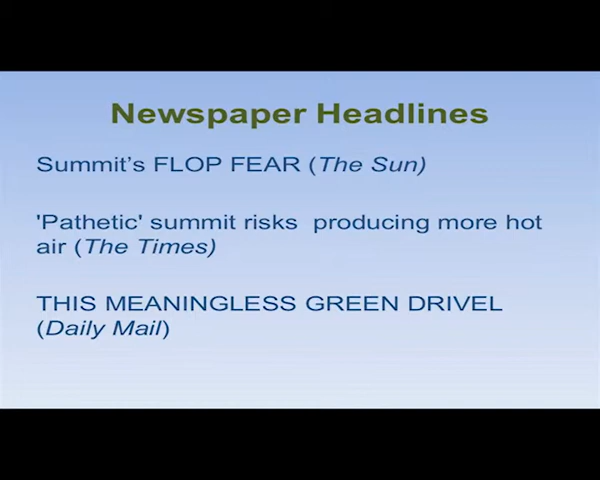 Newspaper Headlines
Summit's FLOP FEAR (The Sun)
'Pathetic' summit risks producing more hot
air (The Times)
THIS MEANINGLESS GREEN DRIVEL
(Daily Mail)